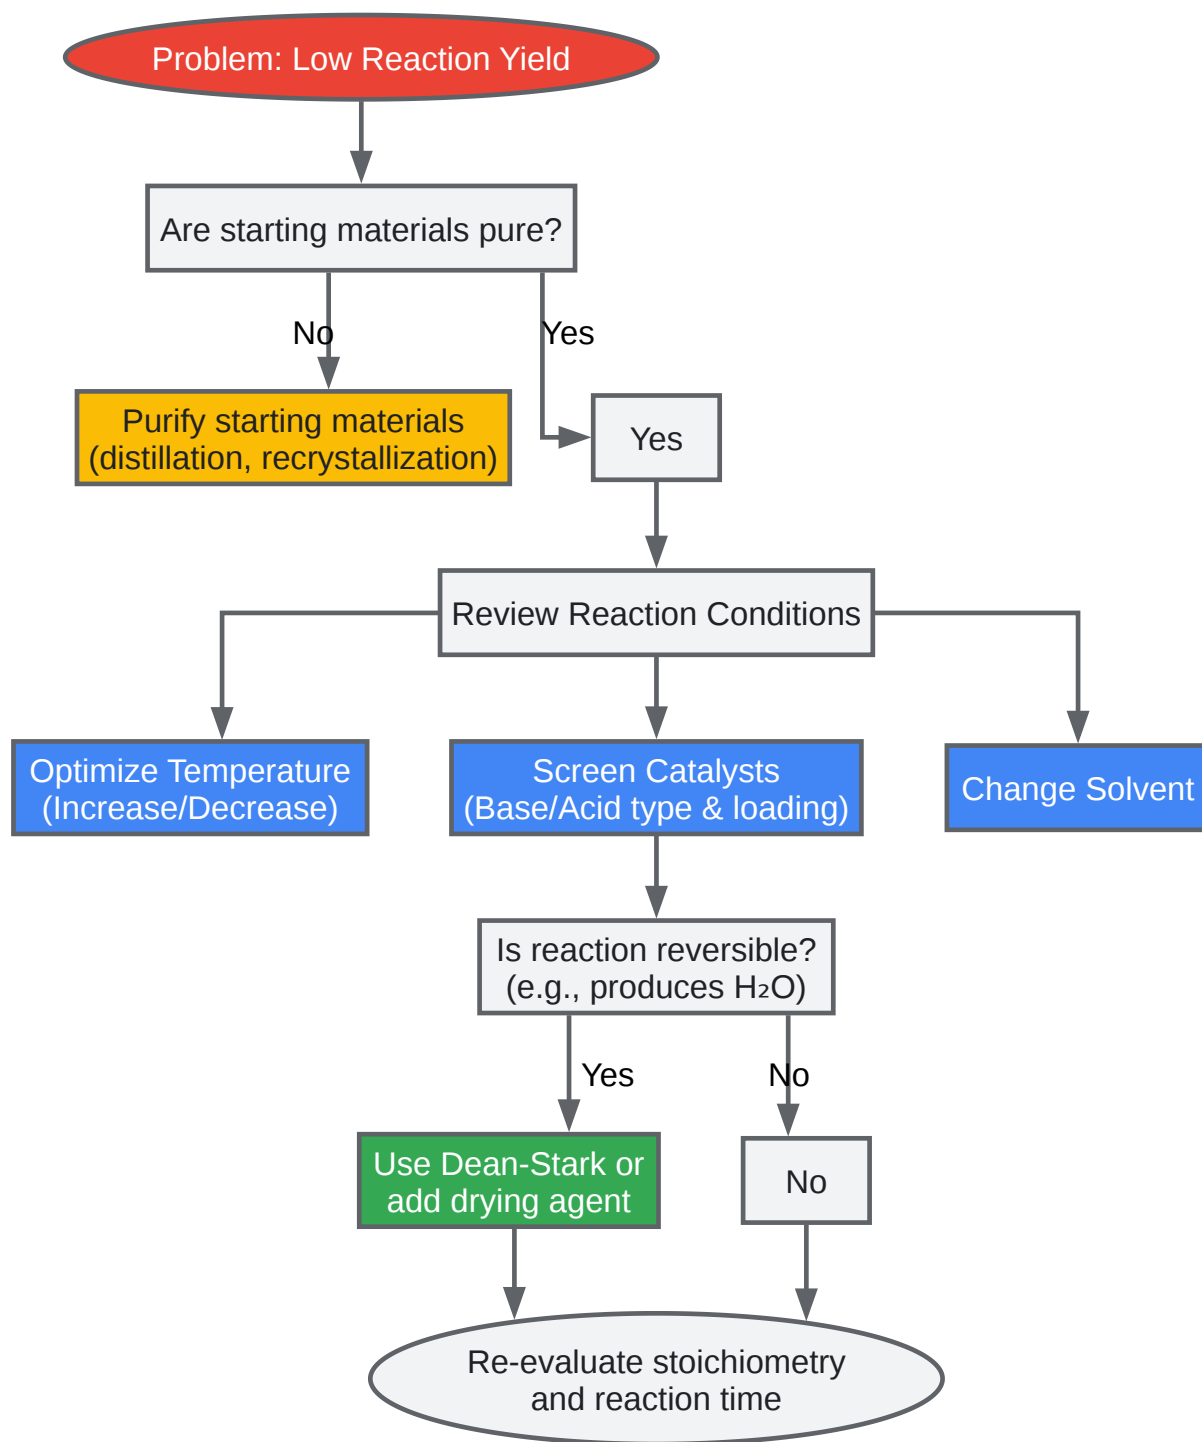 Problem: Low Reaction Yield
Are starting materials pure?
No
Yes
Purify starting materials
(distillation, recrystallization)
Yes
Review Reaction Conditions
Optimize Temperature
(Increase/Decrease)
Screen Catalysts
(Base/Acid type & loading)
Change Solvent
Is reaction reversible?
(e.g., produces H₂O)
Yes
No
Use Dean-Stark or
add drying agent
No
Re-evaluate stoichiometry
and reaction time